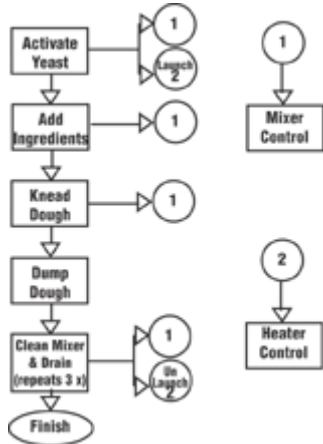 Activate
Yeast
1
Launch
2
Add
Ingredients
1
Knead
Dough
1
Dump
Dough
Clean Mixer
& Drain
(repeats 3 x)
1
Un
Launch
2
Finish
1
Mixer
Control
2
Heater
Control